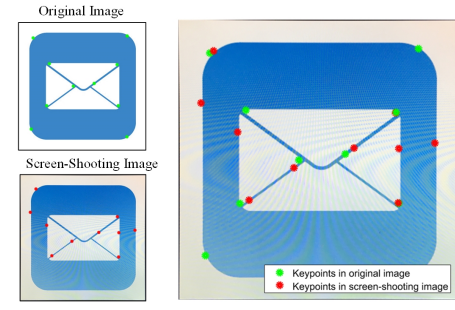 Original Image
Screen-Shooting Image
Keypoints in original image
Keypoints in screen-shooting image